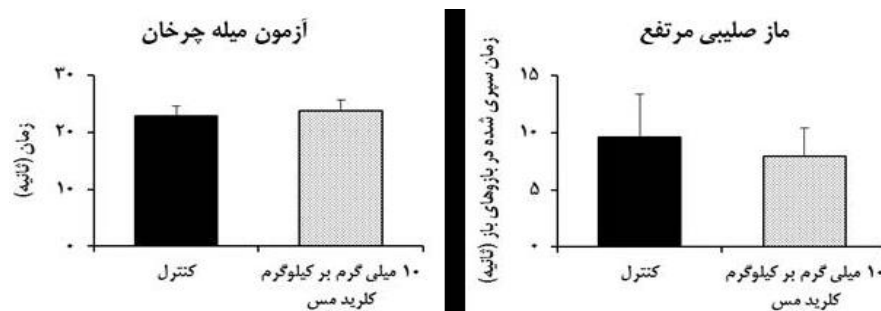 آزمون میله چرخان
زمان (ثانیه)
۳۰
۲۰
۱۰
۰
کنترل
۱۰ میلی گرم بر کیلوگرم
کلرید مس
ماز صلیبی مرتفع
زمان سپری شده در بازوهای باز (ثانیه)
۱۵
۱۰
۵
۰
کنترل
۱۰ میلی گرم بر کیلوگرم
کلرید مس